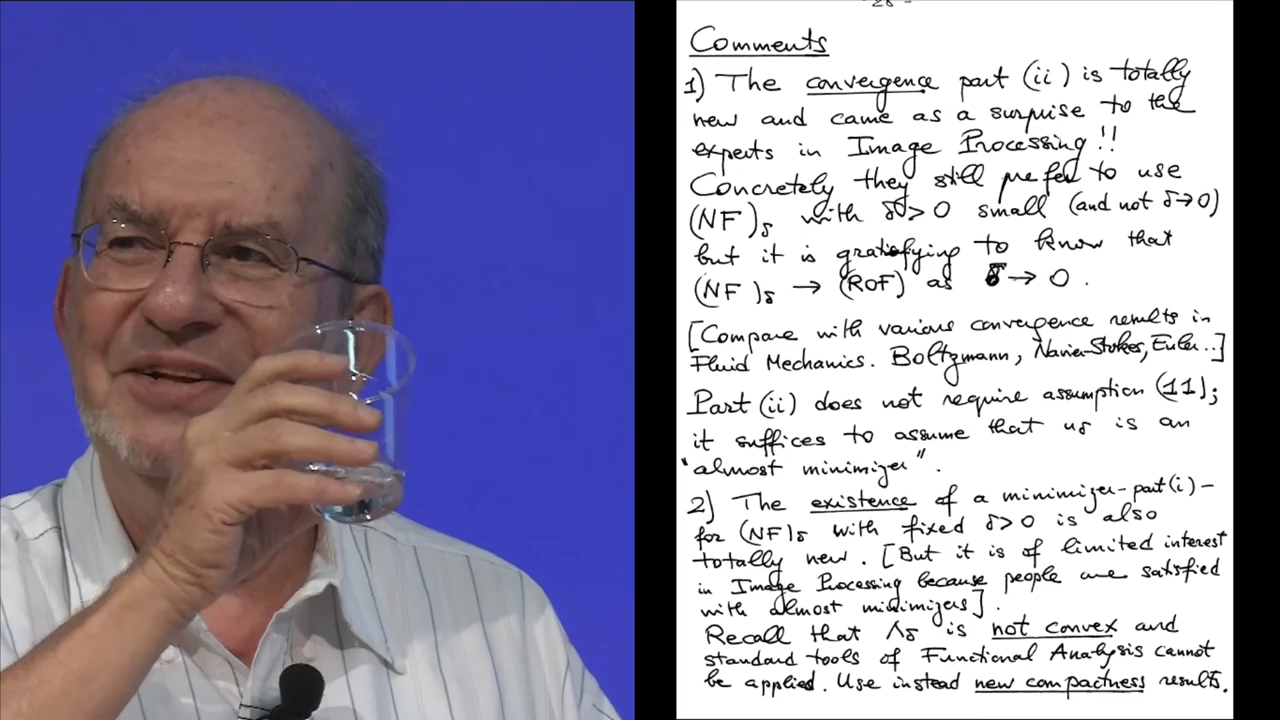 - 28 -
Comments
1) The convergence part (ii) is totally
new and came as a surprise to the
experts in Image Processing!!
Concretely they still prefer to use
(NF)δ with δ > 0 small (and not δ→0)
but it is gratifying to know that
(NF)δ → (ROF) as δ → 0.
[Compare with various convergence results in
Fluid Mechanics. Boltzmann, Navier-Stokes, Euler...]
Part (ii) does not require assumption (11);
it suffices to assume that uδ is an
"almost minimizer".
2) The existence of a minimizer-part(i)-
for (NF)δ with fixed δ>0 is also
totally new. [But it is of limited interest
in Image Processing because people are satisfied
with almost minimizers].
Recall that Λδ is not convex and
standard tools of Functional Analysis cannot
be applied. Use instead new compactness results.